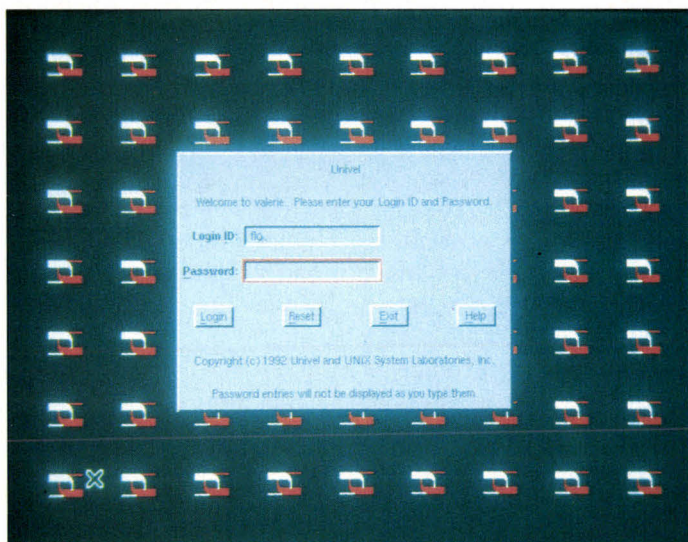 Univel
Welcome to valerie. Please enter your Login ID and Password.
Login ID: flo
Password:
Login Reset Exit Help
Copyright (c) 1992 Univel and UNIX System Laboratories, Inc.
Password entries will not be displayed as you type them